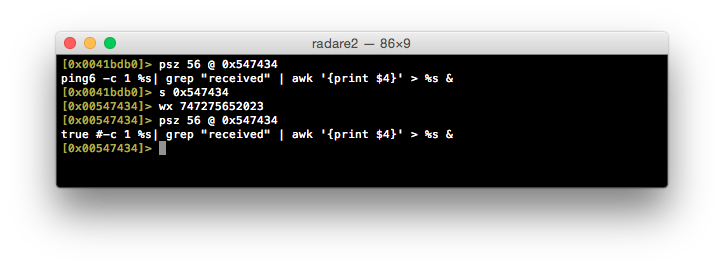 radare2 — 86×9
[0x0041bdb0]> psz 56 @ 0x547434
ping6 -c 1 %s| grep "received" | awk '{print $4}' > %s &
[0x0041bdb0]> s 0x547434
[0x00547434]> wx 747275652023
[0x00547434]> psz 56 @ 0x547434
true #-c 1 %s| grep "received" | awk '{print $4}' > %s &
[0x00547434]>